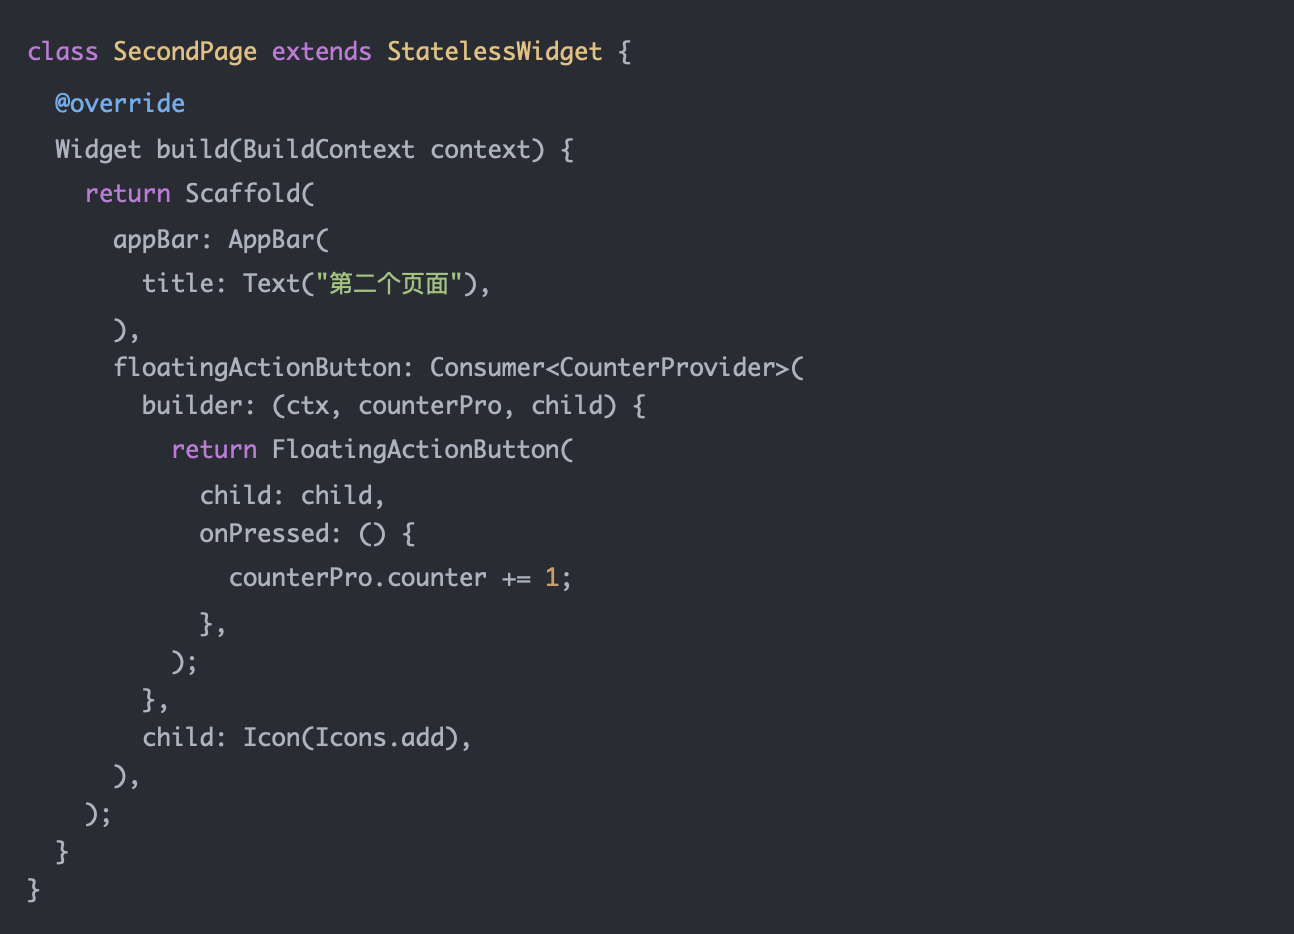 class SecondPage extends StatelessWidget {
  @override
  Widget build(BuildContext context) {
    return Scaffold(
      appBar: AppBar(
        title: Text("第二个页面"),
      ),
      floatingActionButton: Consumer<CounterProvider>(
        builder: (ctx, counterPro, child) {
          return FloatingActionButton(
            child: child,
            onPressed: () {
              counterPro.counter += 1;
            },
          );
        },
        child: Icon(Icons.add),
      ),
    );
  }
}